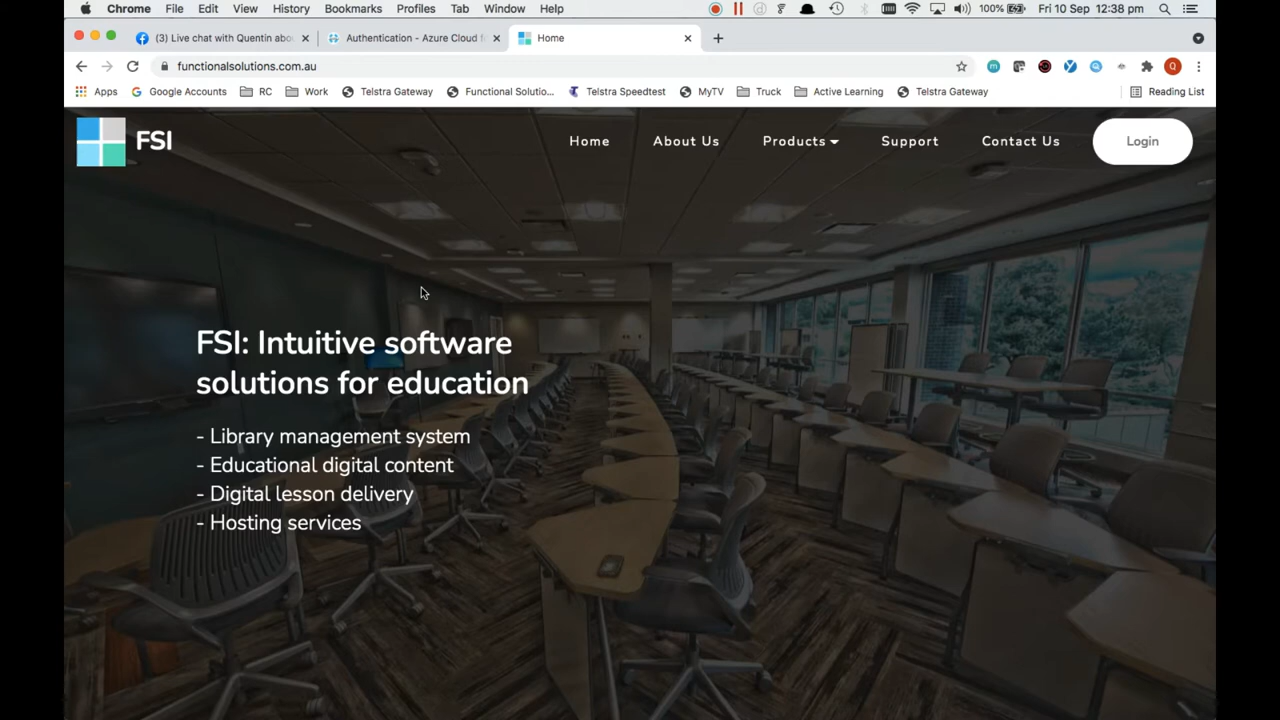 Chrome File Edit View History Bookmarks Profiles Tab Window Help 100% Fri 10 Sep 12:38 pm
(3) Live chat with Quentin abo Authentication - Azure Cloud f Home
functionalsolutions.com.au Q
Apps Google Accounts RC Work Telstra Gateway Functional Solutio... Telstra Speedtest MyTV Truck Active Learning Telstra Gateway Reading List
FSI Home About Us Products Support Contact Us Login
FSI: Intuitive software
solutions for education
- Library management system
- Educational digital content
- Digital lesson delivery
- Hosting services